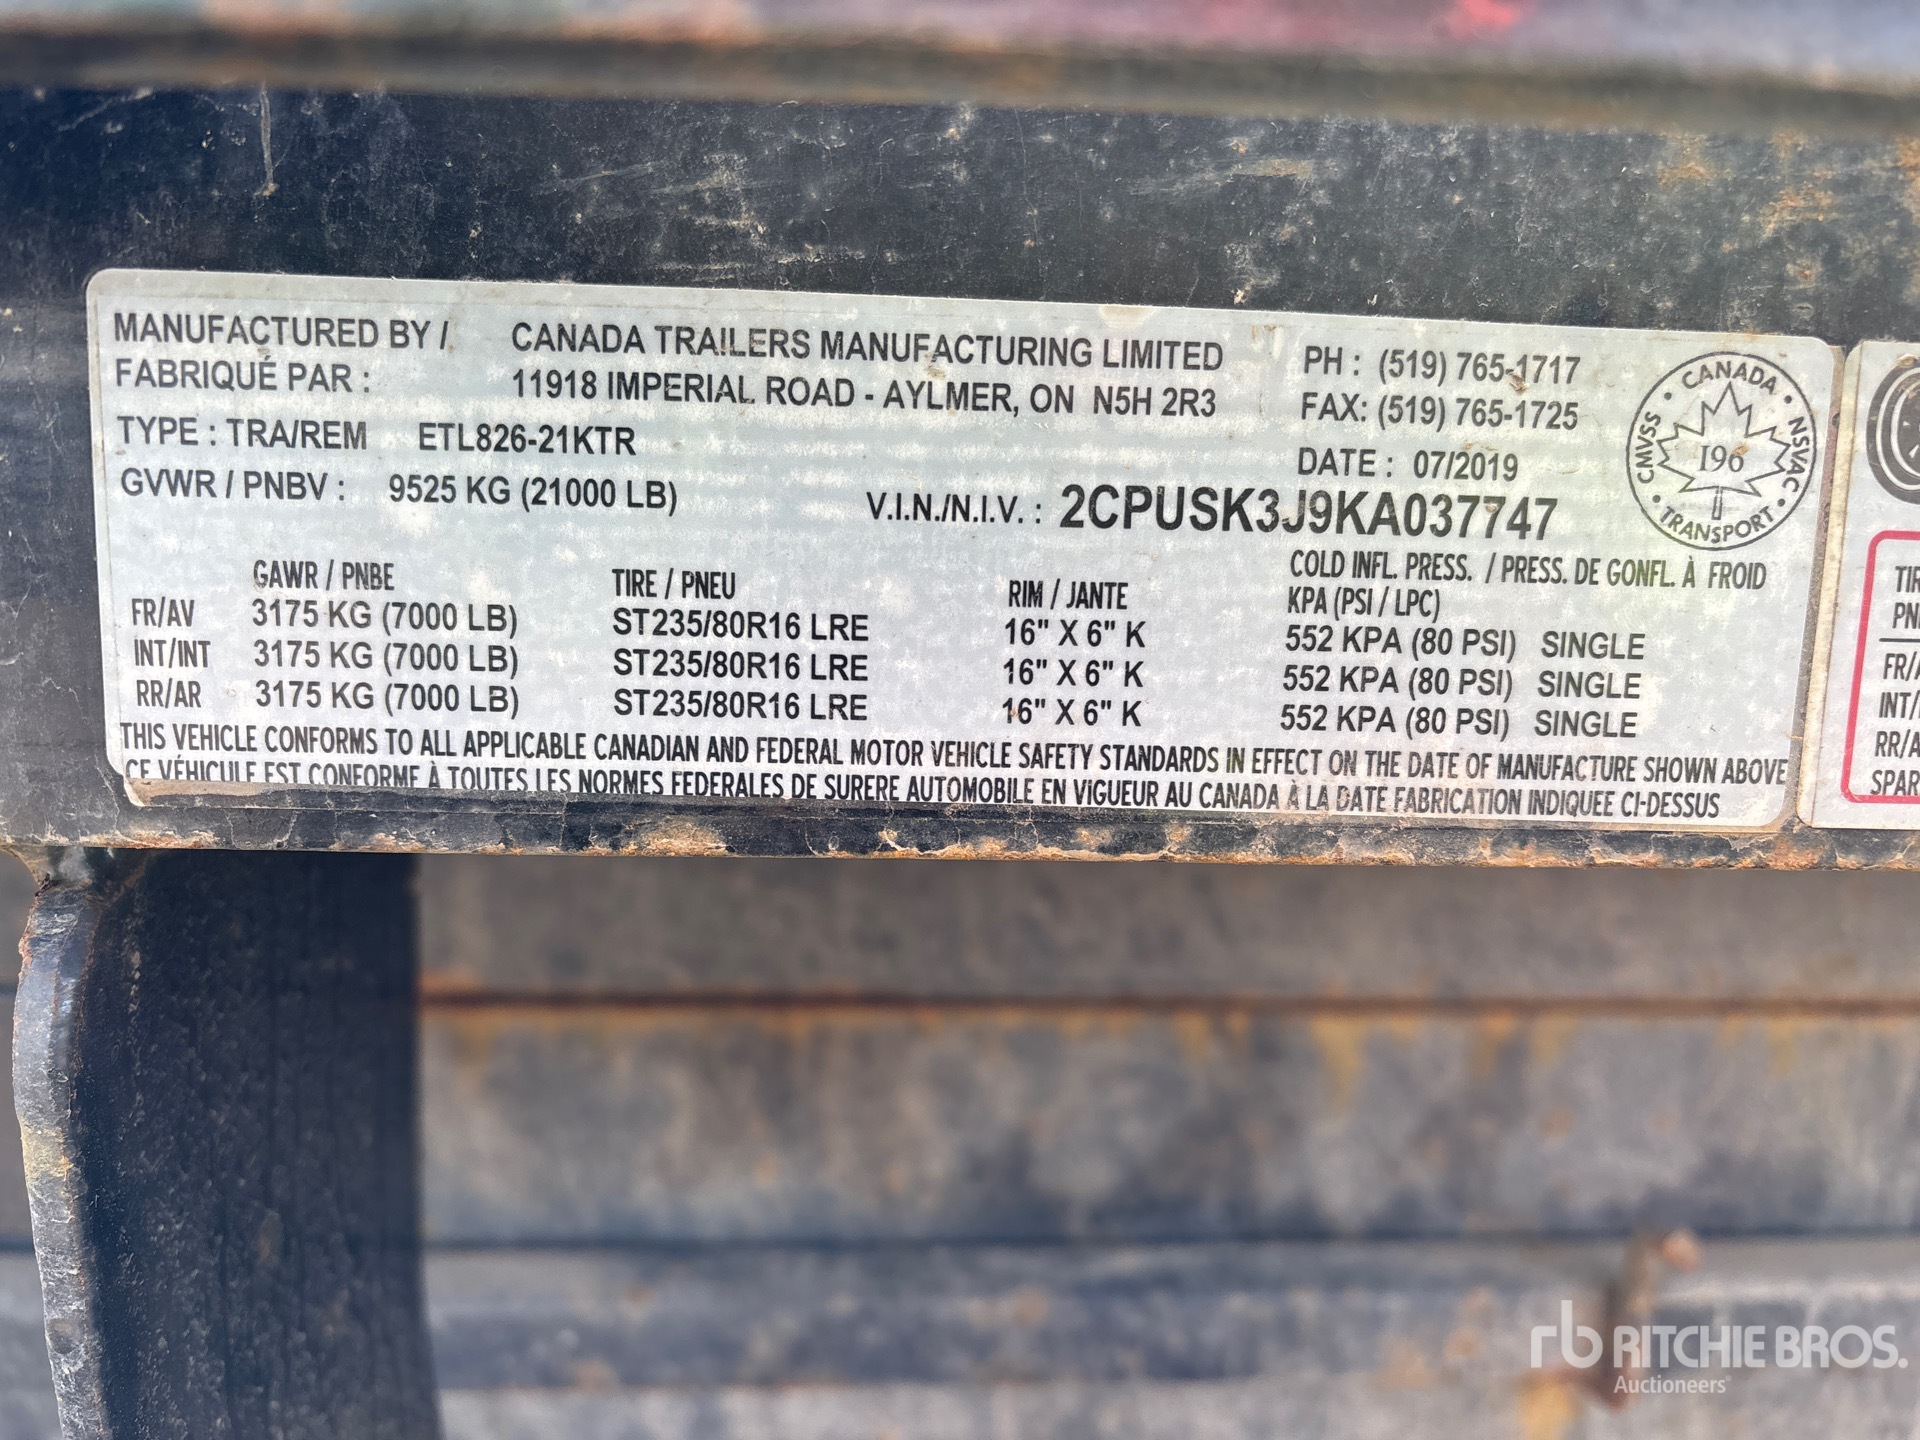 MANUFACTURED BY / CANADA TRAILERS MANUFACTURING LIMITED PH : (519) 765-1717
FABRIQUÉ PAR : 11918 IMPERIAL ROAD - AYLMER, ON N5H 2R3 FAX: (519) 765-1725
TYPE : TRA/REM ETL826-21KTR DATE : 07/2019
GVWR / PNBV : 9525 KG (21000 LB) V.I.N./N.I.V. : 2CPUSK3J9KA037747
CANADA · NSVAC · TRANSPORT · CMVSS ·
196
GAWR / PNBE TIRE / PNEU RIM / JANTE COLD INFL. PRESS. / PRESS. DE GONFL. À FROID
KPA (PSI / LPC)
FR/AV 3175 KG (7000 LB) ST235/80R16 LRE 16" X 6" K 552 KPA (80 PSI) SINGLE
INT/INT 3175 KG (7000 LB) ST235/80R16 LRE 16" X 6" K 552 KPA (80 PSI) SINGLE
RR/AR 3175 KG (7000 LB) ST235/80R16 LRE 16" X 6" K 552 KPA (80 PSI) SINGLE
THIS VEHICLE CONFORMS TO ALL APPLICABLE CANADIAN AND FEDERAL MOTOR VEHICLE SAFETY STANDARDS IN EFFECT ON THE DATE OF MANUFACTURE SHOWN ABOVE
CE VÉHICULE EST CONFORME À TOUTES LES NORMES FEDERALES DE SURERE AUTOMOBILE EN VIGUEUR AU CANADA À LA DATE FABRICATION INDIQUEE CI-DESSUS
TIR
PN
FR/A
INT/
RR/A
SPAR
rb RITCHIE BROS.
Auctioneers